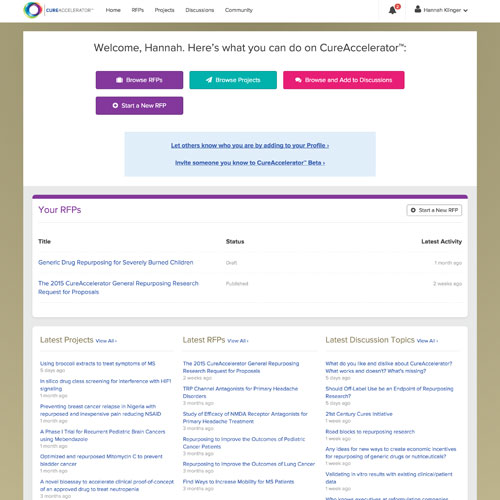 CUREACCELERATOR™
Home RFPs Projects Discussions Community
Hannah Klinger
Welcome, Hannah. Here's what you can do on CureAccelerator™:
Browse RFPs
Browse Projects
Browse and Add to Discussions
Start a New RFP
Let others know who you are by adding to your Profile ›
Invite someone you know to CureAccelerator™ Beta ›
Your RFPs
Start a New RFP
Title Status Latest Activity
Generic Drug Repurposing for Severely Burned Children Draft 1 month ago
The 2015 CureAccelerator General Repurposing Research Published 2 weeks ago
Request for Proposals
Latest Projects View All ›
Using broccoli extracts to treat symptoms of MS
5 days ago
In silico drug class screening for interference with HIF1
signaling
1 month ago
Preventing breast cancer relapse in Nigeria with
repurposed and inexpensive pain reducing NSAID
1 month ago
A Phase I Trial for Recurrent Pediatric Brain Cancers
using Mebendazole
1 month ago
Optimized and repurposed Mitomycin C to prevent
bladder cancer
1 month ago
A novel bioassay to accelerate clinical proof-of-concept
of an approved drug to treat neutropenia
2 months ago
Latest RFPs View All ›
The 2015 CureAccelerator General Repurposing
Research Request for Proposals
2 weeks ago
TRP Channel Antagonists for Primary Headache
Disorders
3 months ago
Study of Efficacy of NMDA Receptor Antagonists for
Primary Headache Treatment
3 months ago
Repurposing to Improve the Outcomes of Pediatric
Cancer Patients
3 months ago
Repurposing to Improve Outcomes of Lung Cancer
3 months ago
Find Ways to Increase Mobility for MS Patients
3 months ago
Latest Discussion Topics View All ›
What do you like and dislike about CureAccelerator?
What works and doesn't? What's missing?
5 days ago
Should Off-Label Use be an Endpoint of Repurposing
Research?
5 days ago
21st Century Cures Initiative
1 week ago
Road blocks to repurposing research
1 week ago
Any ideas for new ways to create economic incentives
for repurposing of generic drugs or nutriceuticals?
1 week ago
Validating in vitro results with existing clinical/patient
data
1 week ago